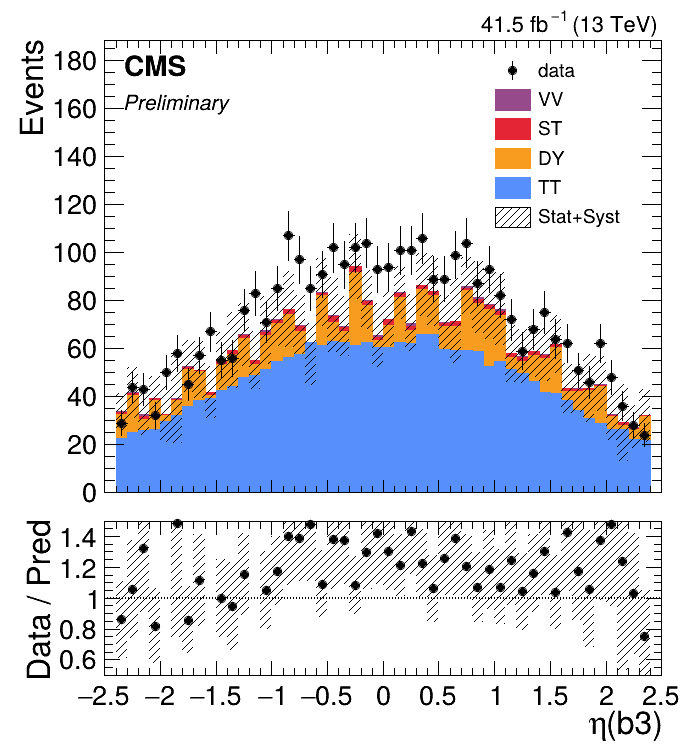 41.5 fb⁻¹ (13 TeV)
CMS
Preliminary
Events
180
160
140
120
100
80
60
40
20
0
data
VV
ST
DY
TT
Stat+Syst
Data / Pred
1.4
1.2
1
0.8
0.6
−2.5 −2 −1.5 −1 −0.5 0 0.5 1 1.5 2 2.5
η(b3)